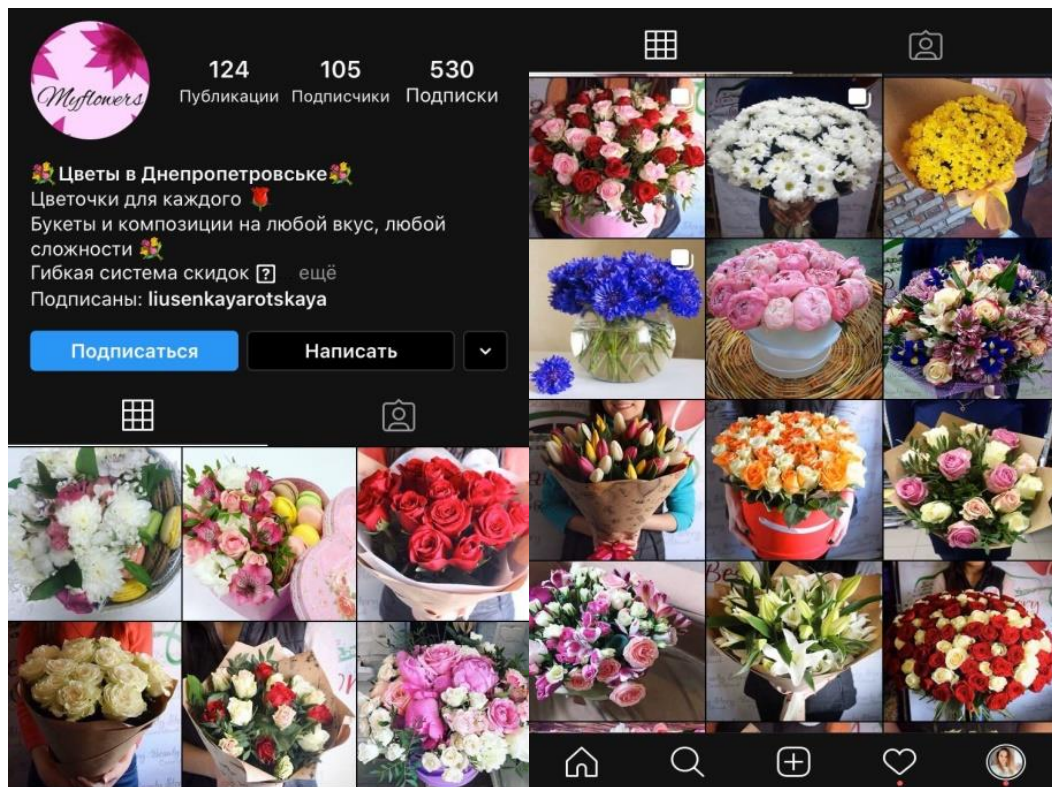 Myflowers
124 105 530
Публикации Подписчики Подписки
Цветы в Днепропетровське
Цветочки для каждого
Букеты и композиции на любой вкус, любой
сложности
Гибкая система скидок ? ещё
Подписаны: liusenkayarotskaya
Подписаться Написать